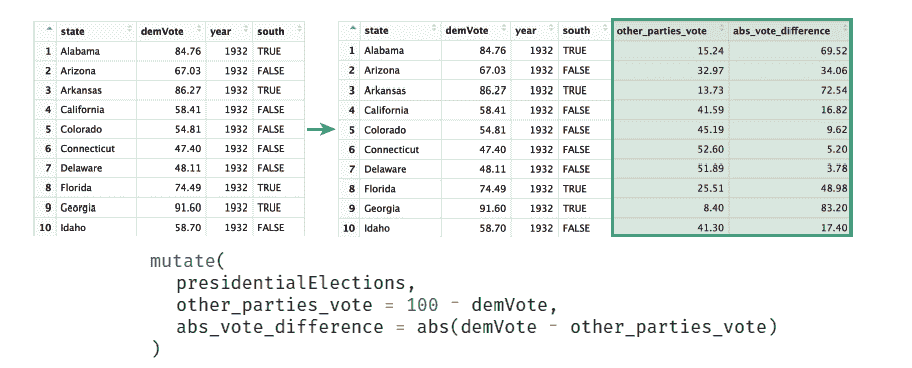 state demVote year south
1 Alabama 84.76 1932 TRUE
2 Arizona 67.03 1932 FALSE
3 Arkansas 86.27 1932 TRUE
4 California 58.41 1932 FALSE
5 Colorado 54.81 1932 FALSE
6 Connecticut 47.40 1932 FALSE
7 Delaware 48.11 1932 FALSE
8 Florida 74.49 1932 TRUE
9 Georgia 91.60 1932 TRUE
10 Idaho 58.70 1932 FALSE
state demVote year south other_parties_vote abs_vote_difference
1 Alabama 84.76 1932 TRUE 15.24 69.52
2 Arizona 67.03 1932 FALSE 32.97 34.06
3 Arkansas 86.27 1932 TRUE 13.73 72.54
4 California 58.41 1932 FALSE 41.59 16.82
5 Colorado 54.81 1932 FALSE 45.19 9.62
6 Connecticut 47.40 1932 FALSE 52.60 5.20
7 Delaware 48.11 1932 FALSE 51.89 3.78
8 Florida 74.49 1932 TRUE 25.51 48.98
9 Georgia 91.60 1932 TRUE 8.40 83.20
10 Idaho 58.70 1932 FALSE 41.30 17.40
mutate(
presidentialElections,
other_parties_vote = 100 - demVote,
abs_vote_difference = abs(demVote - other_parties_vote)
)